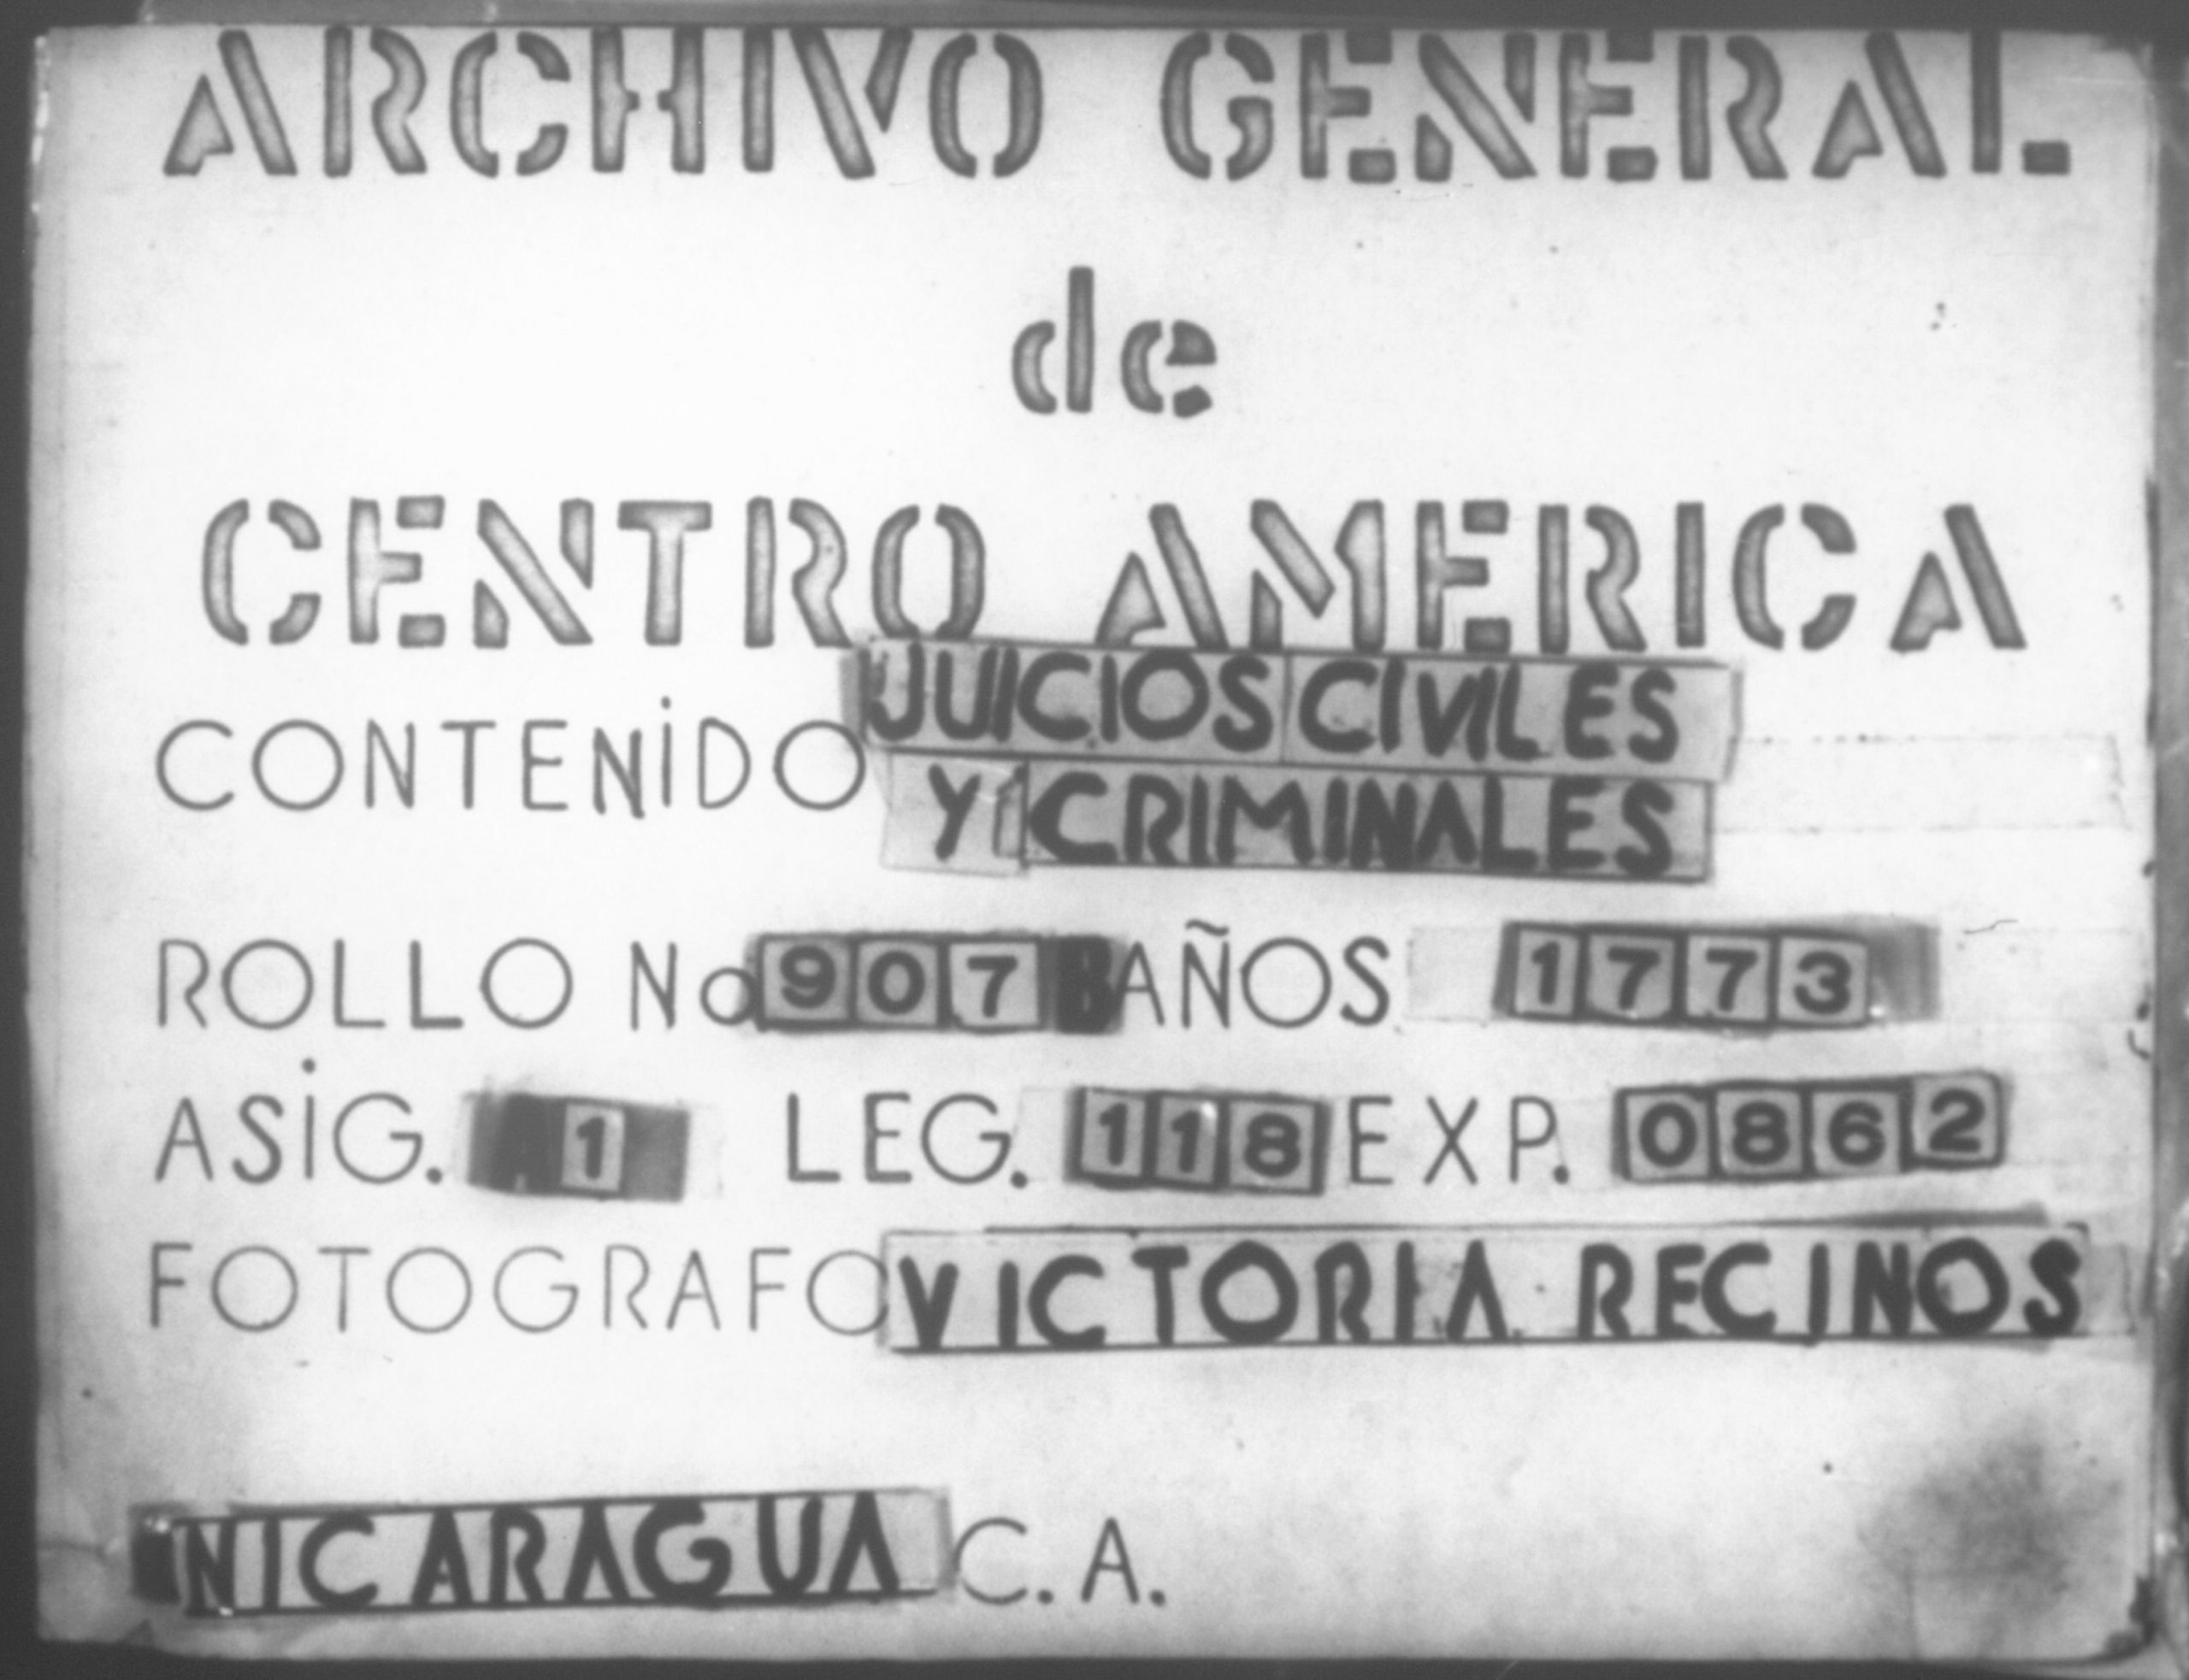 ARCHIVO GENERAL
de
CENTRO AMERICA
CONTENIDO JUICIOS CIVILES
Y CRIMINALES
ROLLO No 907 B AÑOS 1773
ASIG. 1 LEG. 118 EXP. 0862
FOTOGRAFO VICTORIA RECINOS
NICARAGUA C.A.